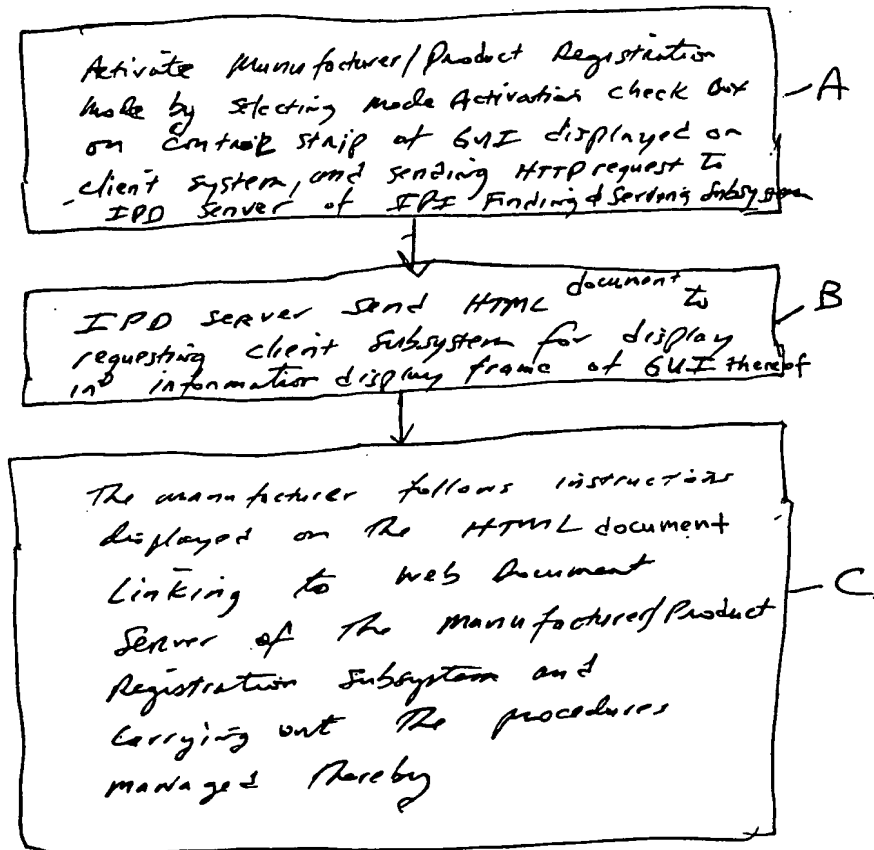 Activate Manufacturer/Product Registration
Mode by selecting Mode Activation check Box
on control strip of GUI displayed on
client system, and sending HTTP request to
IPD Server of IPI Finding & Serving Subsystem
A
IPD server send HTML document to
requesting client Subsystem for display
in information display frame of GUI thereof
B
The manufacturer follows instructions
displayed on the HTML document
Linking to web Document
Server of The Manufacturer/Product
Registration Subsystem and
Carrying out The procedures
managed Thereby
C